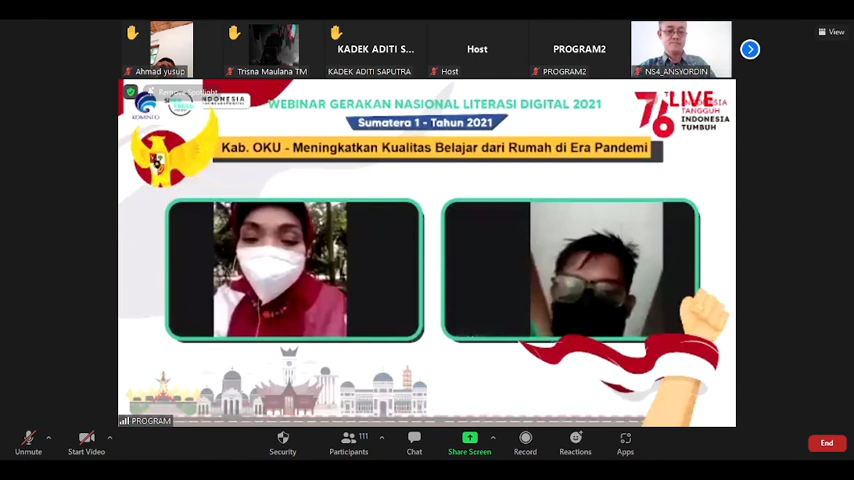 KADEK ADITI S...
Host
PROGRAM2
View
Ahmad yusup
Trisna Maulana TM
KADEK ADITI SAPUTRA
Host
PROGRAM2
NS4_ANSYORDIN
KOMINFO
INDONESIA
WEBINAR GERAKAN NASIONAL LITERASI DIGITAL 2021
Sumatera 1 - Tahun 2021
Kab. OKU - Meningkatkan Kualitas Belajar dari Rumah di Era Pandemi
76
LIVE
TANGGUH
INDONESIA
TUMBUH
PROGRAM
Unmute
Start Video
Security
Participants
111
Chat
Share Screen
Record
Reactions
Apps
End